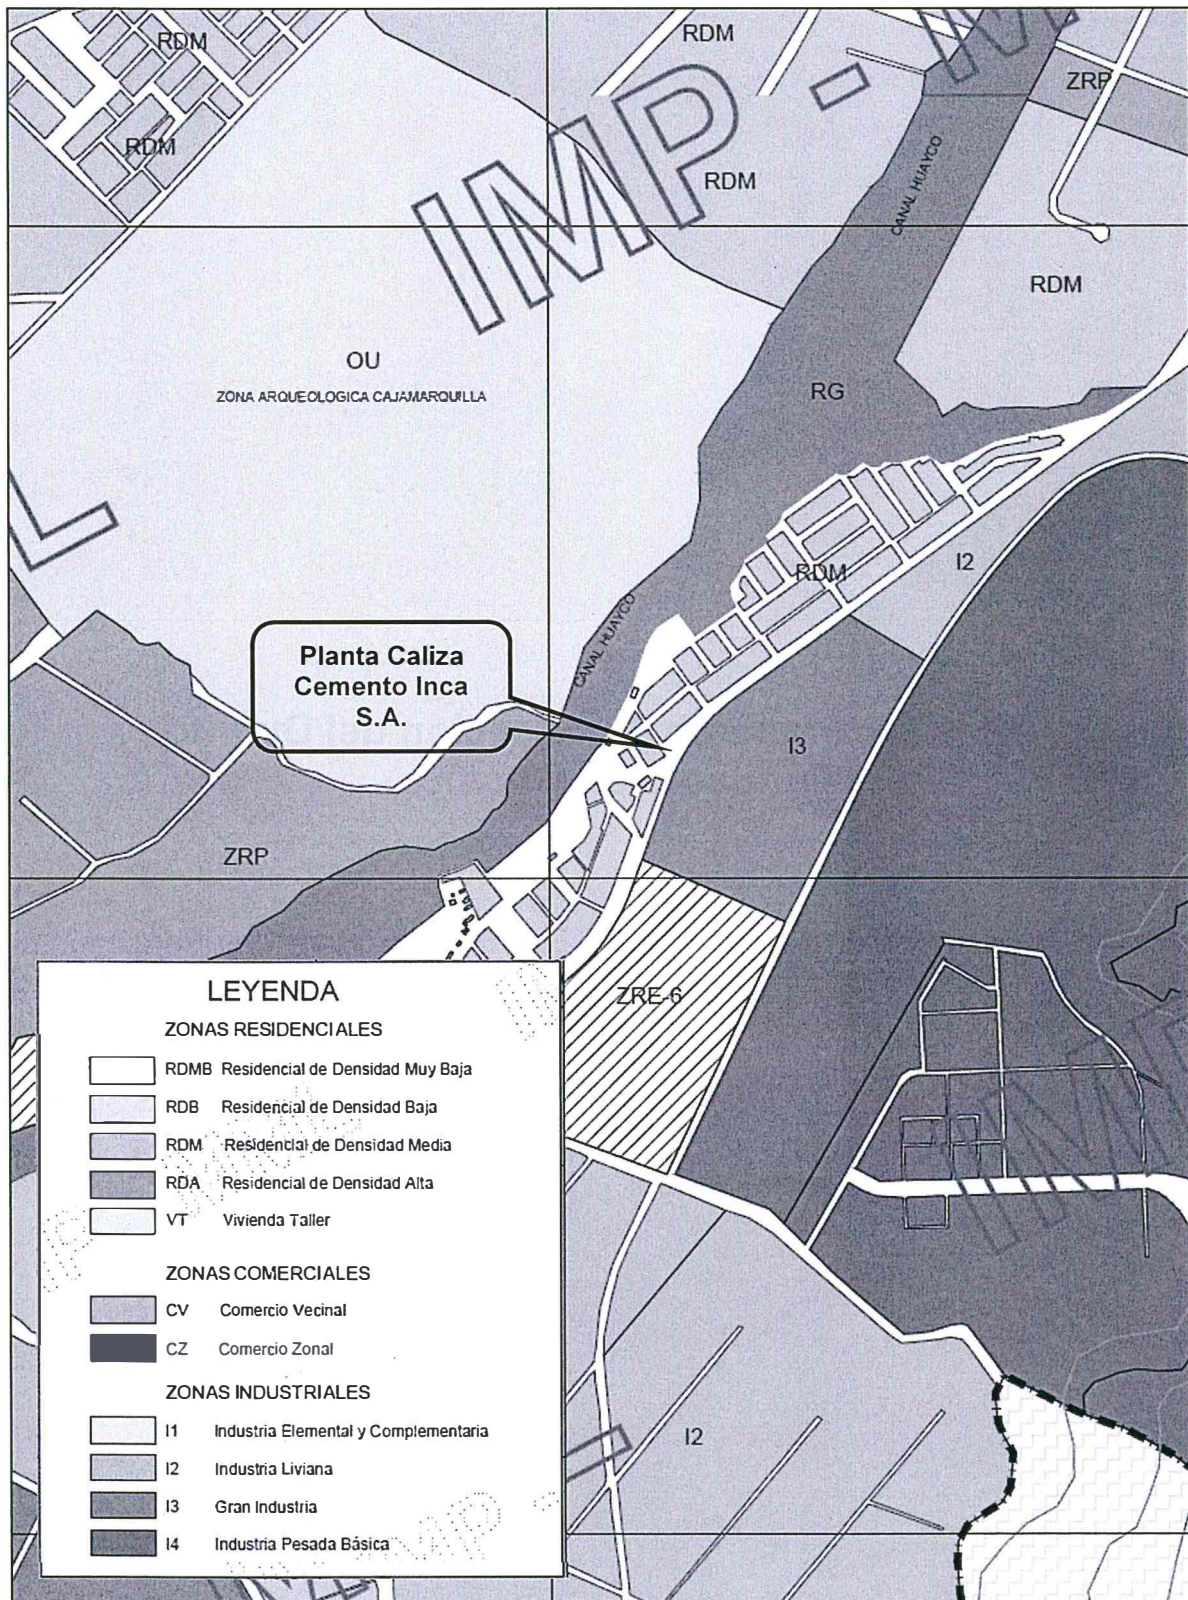 RDM
RDM
ZRP
RDM
RDM
IMP - M
CANAL HUAYCO
RDM
OU
ZONA ARQUEOLOGICA CAJAMARQUILLA
RG
L
I2
RDM
CANAL HUAYCO
Planta Caliza
Cemento Inca
S.A.
I3
ZRP
ZRE-6
LEYENDA
ZONAS RESIDENCIALES
RDMB Residencial de Densidad Muy Baja
RDB Residencial de Densidad Baja
RDM Residencial de Densidad Media
RDA Residencial de Densidad Alta
VT Vivienda Taller
ZONAS COMERCIALES
CV Comercio Vecinal
CZ Comercio Zonal
ZONAS INDUSTRIALES
I1 Industria Elemental y Complementaria
I2 Industria Liviana
I3 Gran Industria
I4 Industria Pesada Básica
I2